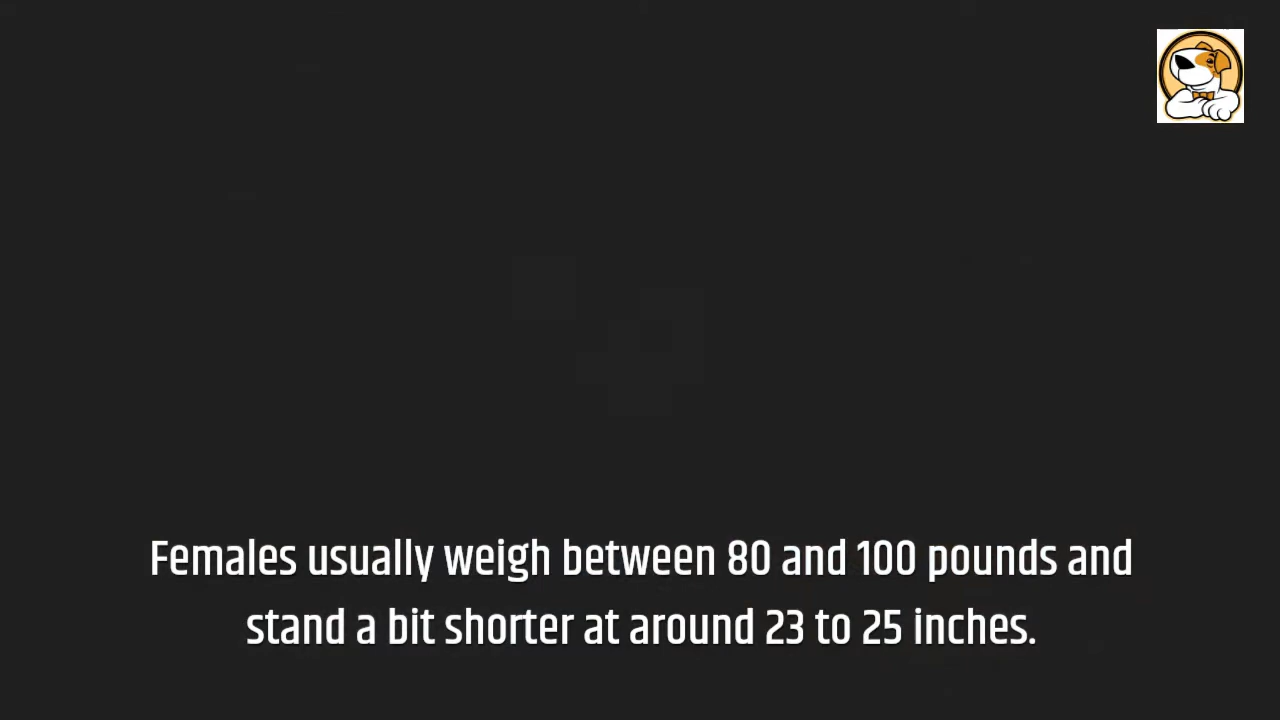 Females usually weigh between 80 and 100 pounds and
stand a bit shorter at around 23 to 25 inches.